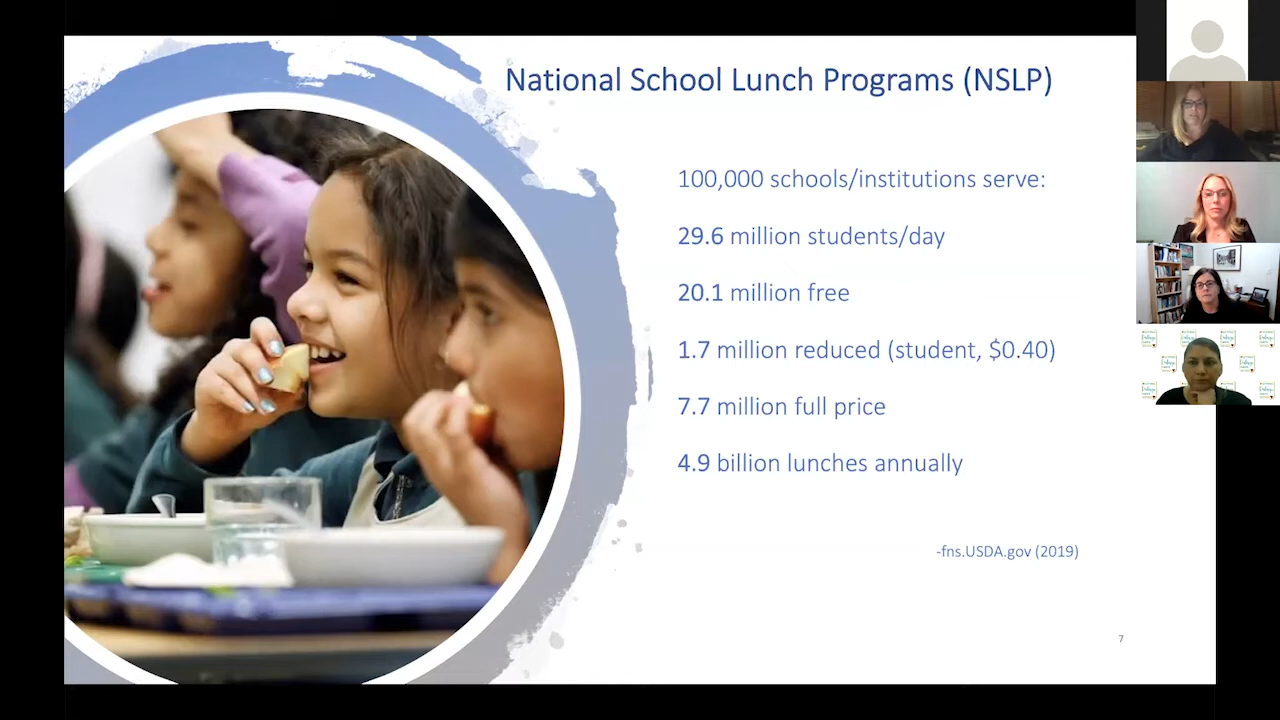 National School Lunch Programs (NSLP)
100,000 schools/institutions serve:
29.6 million students/day
20.1 million free
1.7 million reduced (student, $0.40)
7.7 million full price
4.9 billion lunches annually
-fns.USDA.gov (2019)
7